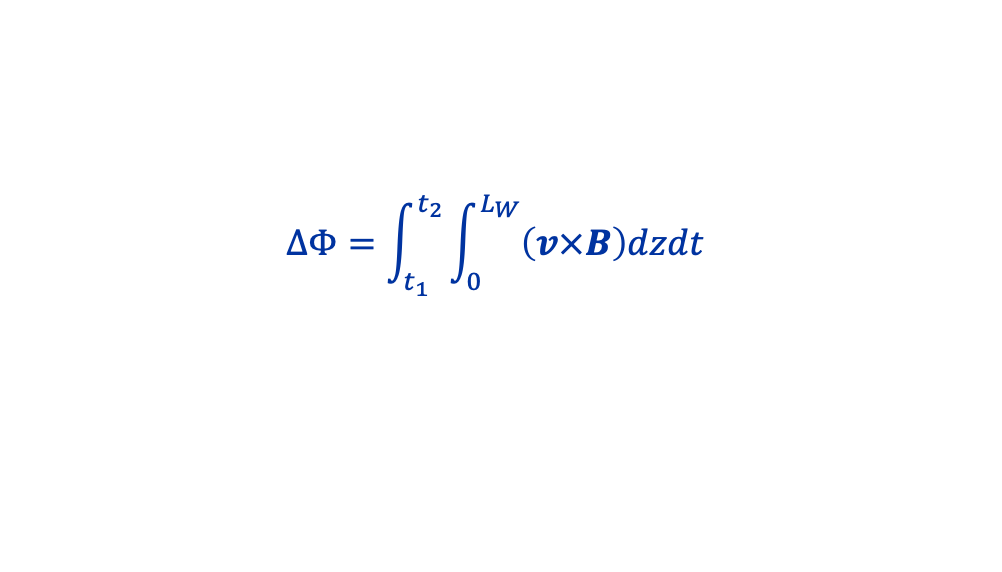 ΔΦ = ∫_{t_1}^{t_2} ∫_0^{L_W} (𝒗×𝑩)dzdt